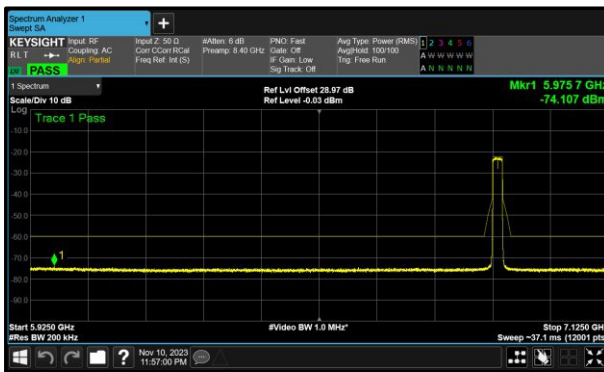 Spectrum Analyzer 1
Swept SA
KEYSIGHT
RLT
PASS
Input: RF
Coupling: AC
Align: Partial
Input Z: 50 Ω
Corr CCorr RCal
Freq Ref: Int (S)
#Atten: 6 dB
Preamp: 8.40 GHz
PNO: Fast
Gate: Off
IF Gain: Low
Sig Track: Off
Avg Type: Power (RMS)
Avg|Hold: 100/100
Trig: Free Run
1 2 3 4 5 6
A W W W W W
A N N N N N
1 Spectrum
Scale/Div 10 dB
Ref Lvl Offset 28.97 dB
Ref Level -0.03 dBm
Mkr1 5.975 7 GHz
-74.107 dBm
Log
Trace 1 Pass
-10.0
-20.0
-30.0
-40.0
-50.0
-60.0
-70.0
-80.0
-90.0
1
Start 5.9250 GHz
#Res BW 200 kHz
#Video BW 1.0 MHz*
Stop 7.1250 GHz
Sweep ~37.1 ms (12001 pts)
?
Nov 10, 2023
11:57:00 PM